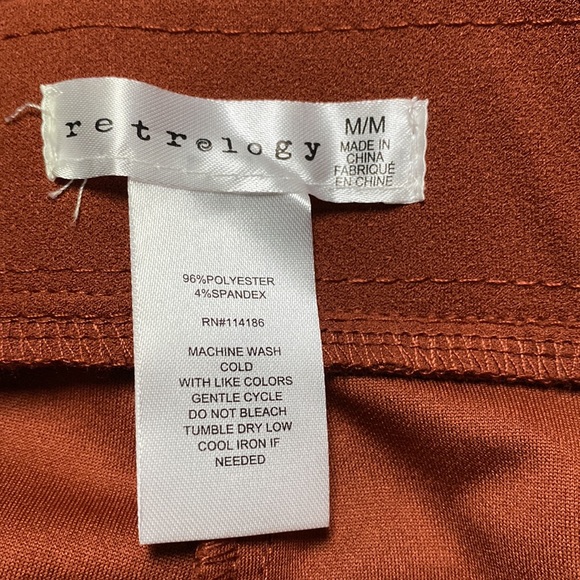 retrology
M/M
MADE IN
CHINA
FABRIQUÉ
EN CHINE
96%POLYESTER
4%SPANDEX
RN#114186
MACHINE WASH
COLD
WITH LIKE COLORS
GENTLE CYCLE
DO NOT BLEACH
TUMBLE DRY LOW
COOL IRON IF
NEEDED